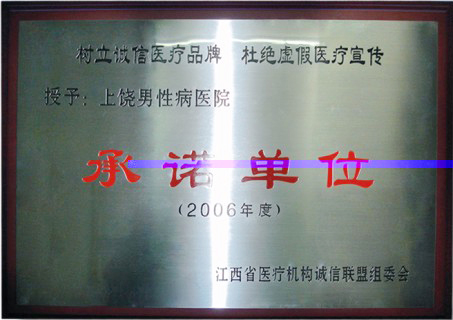 树立诚信医疗品牌 杜绝虚假医疗宣传
授予：上饶男性病医院
承诺单位
（2006年度）
江西省医疗机构诚信联盟组委会